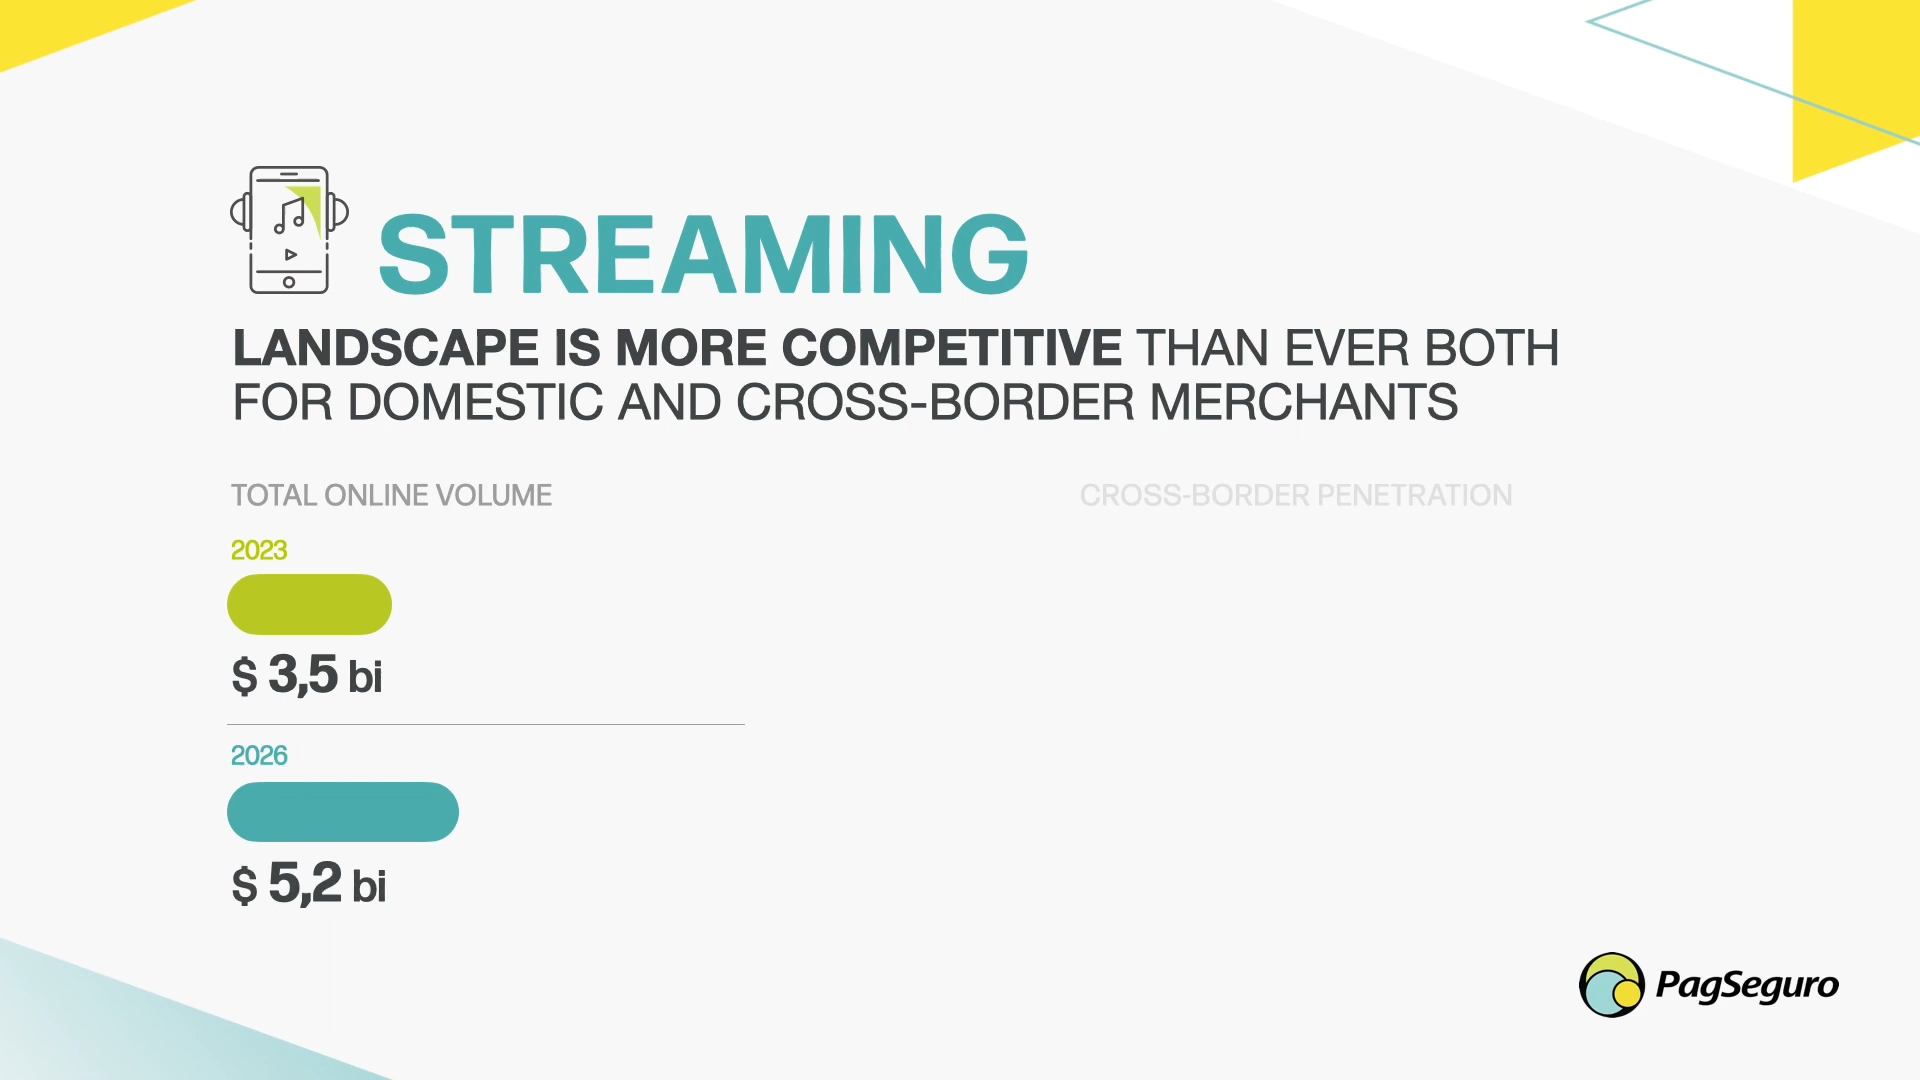 STREAMING
LANDSCAPE IS MORE COMPETITIVE THAN EVER BOTH
FOR DOMESTIC AND CROSS-BORDER MERCHANTS
TOTAL ONLINE VOLUME
2023
$ 3,5 bi
2026
$ 5,2 bi
CROSS-BORDER PENETRATION
PagSeguro